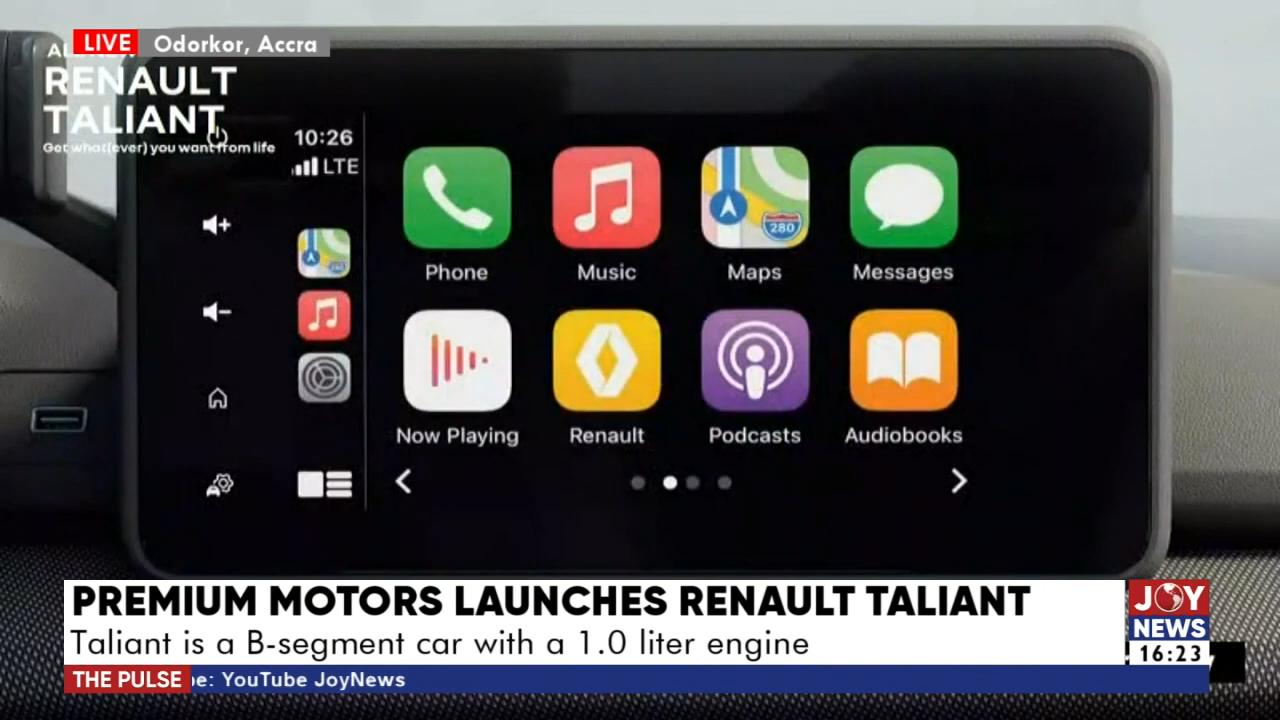 LIVE Odorkor, Accra
RENAULT
TALIANT
Get what(ever) you want from life
10:26
LTE
280
Phone
Music
Maps
Messages
Now Playing
Renault
Podcasts
Audiobooks
PREMIUM MOTORS LAUNCHES RENAULT TALIANT
Taliant is a B-segment car with a 1.0 liter engine
JOY
NEWS
16:23
THE PULSE
be: YouTube JoyNews